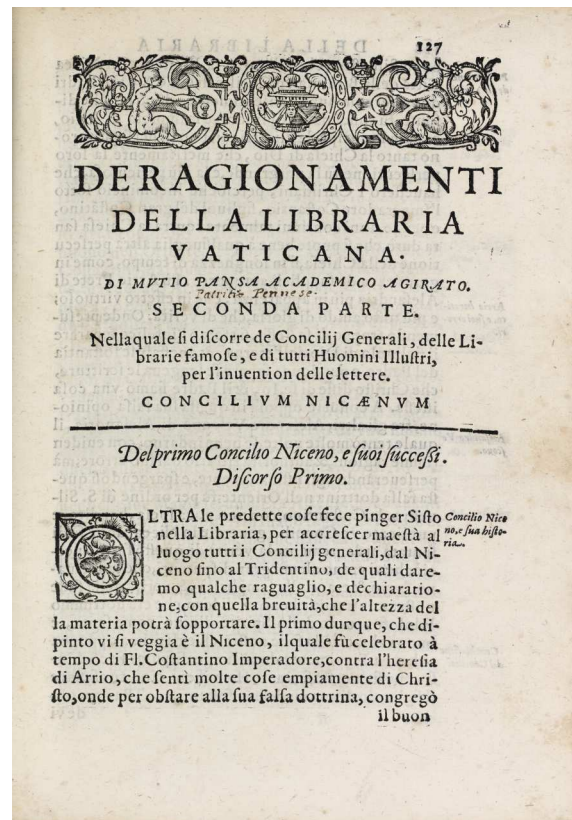 127
DE RAGIONAMENTI
DELLA LIBRARIA
VATICANA.
DI MVTIO PANSA ACADEMICO AGIRATO.
Patritio Pennese.
SECONDA PARTE.
Nella quale si discorre de Concilij Generali, delle Li-
brarie famose, e di tutti Huomini Illustri,
per l'inuention delle lettere.
CONCILIVM NICÆNVM
Del primo Concilio Niceno, e suoi successi.
Discorso Primo.
OLTRA le predette cose fece pinger Sisto
nella Libraria, per accrescer maestà al
luogo tutti i Concilij generali, dal Ni-
ceno fino al Tridentino, de quali dare-
mo qualche raguaglio, e dechiaratio-
ne, con quella breuità, che l'altezza del
la materia potrà sopportare. Il primo dunque, che di-
pinto vi si veggia è il Niceno, ilquale fù celebrato à
tempo di Fl. Costantino Imperadore, contra l'heresia
di Arrio, che sentì molte cose empiamente di Chri-
sto, onde per obstare alla sua falsa dottrina, congregò
il buon
Concilio Nice
no, e sua histo-
ria.